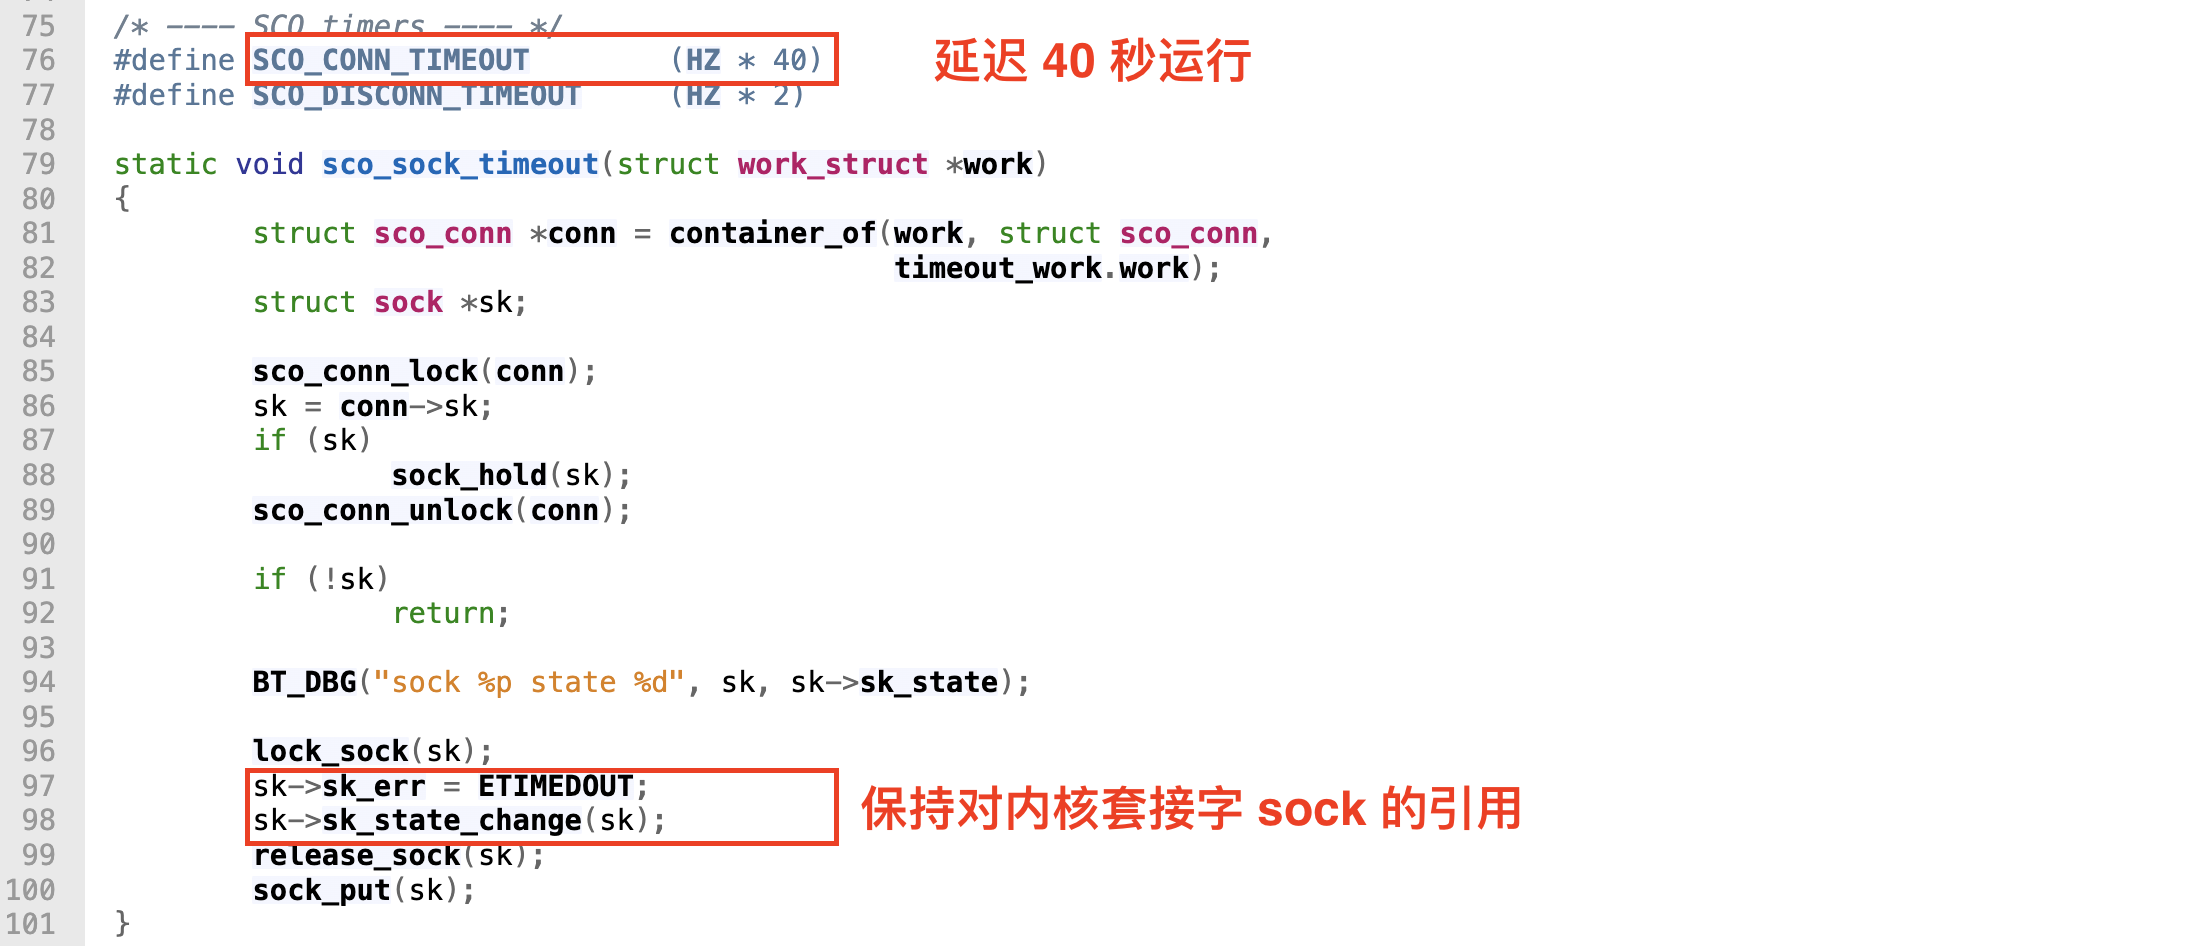 75 /* ---- SCO timers ---- */
76 #define SCO_CONN_TIMEOUT (HZ * 40) 延迟 40 秒运行
77 #define SCO_DISCONN_TIMEOUT (HZ * 2)
78
79 static void sco_sock_timeout(struct work_struct *work)
80 {
81 struct sco_conn *conn = container_of(work, struct sco_conn,
82 timeout_work.work);
83 struct sock *sk;
84
85 sco_conn_lock(conn);
86 sk = conn->sk;
87 if (sk)
88 sock_hold(sk);
89 sco_conn_unlock(conn);
90
91 if (!sk)
92 return;
93
94 BT_DBG("sock %p state %d", sk, sk->sk_state);
95
96 lock_sock(sk);
97 sk->sk_err = ETIMEDOUT;
98 sk->sk_state_change(sk); 保持对内核套接字 sock 的引用
99 release_sock(sk);
100 sock_put(sk);
101 }